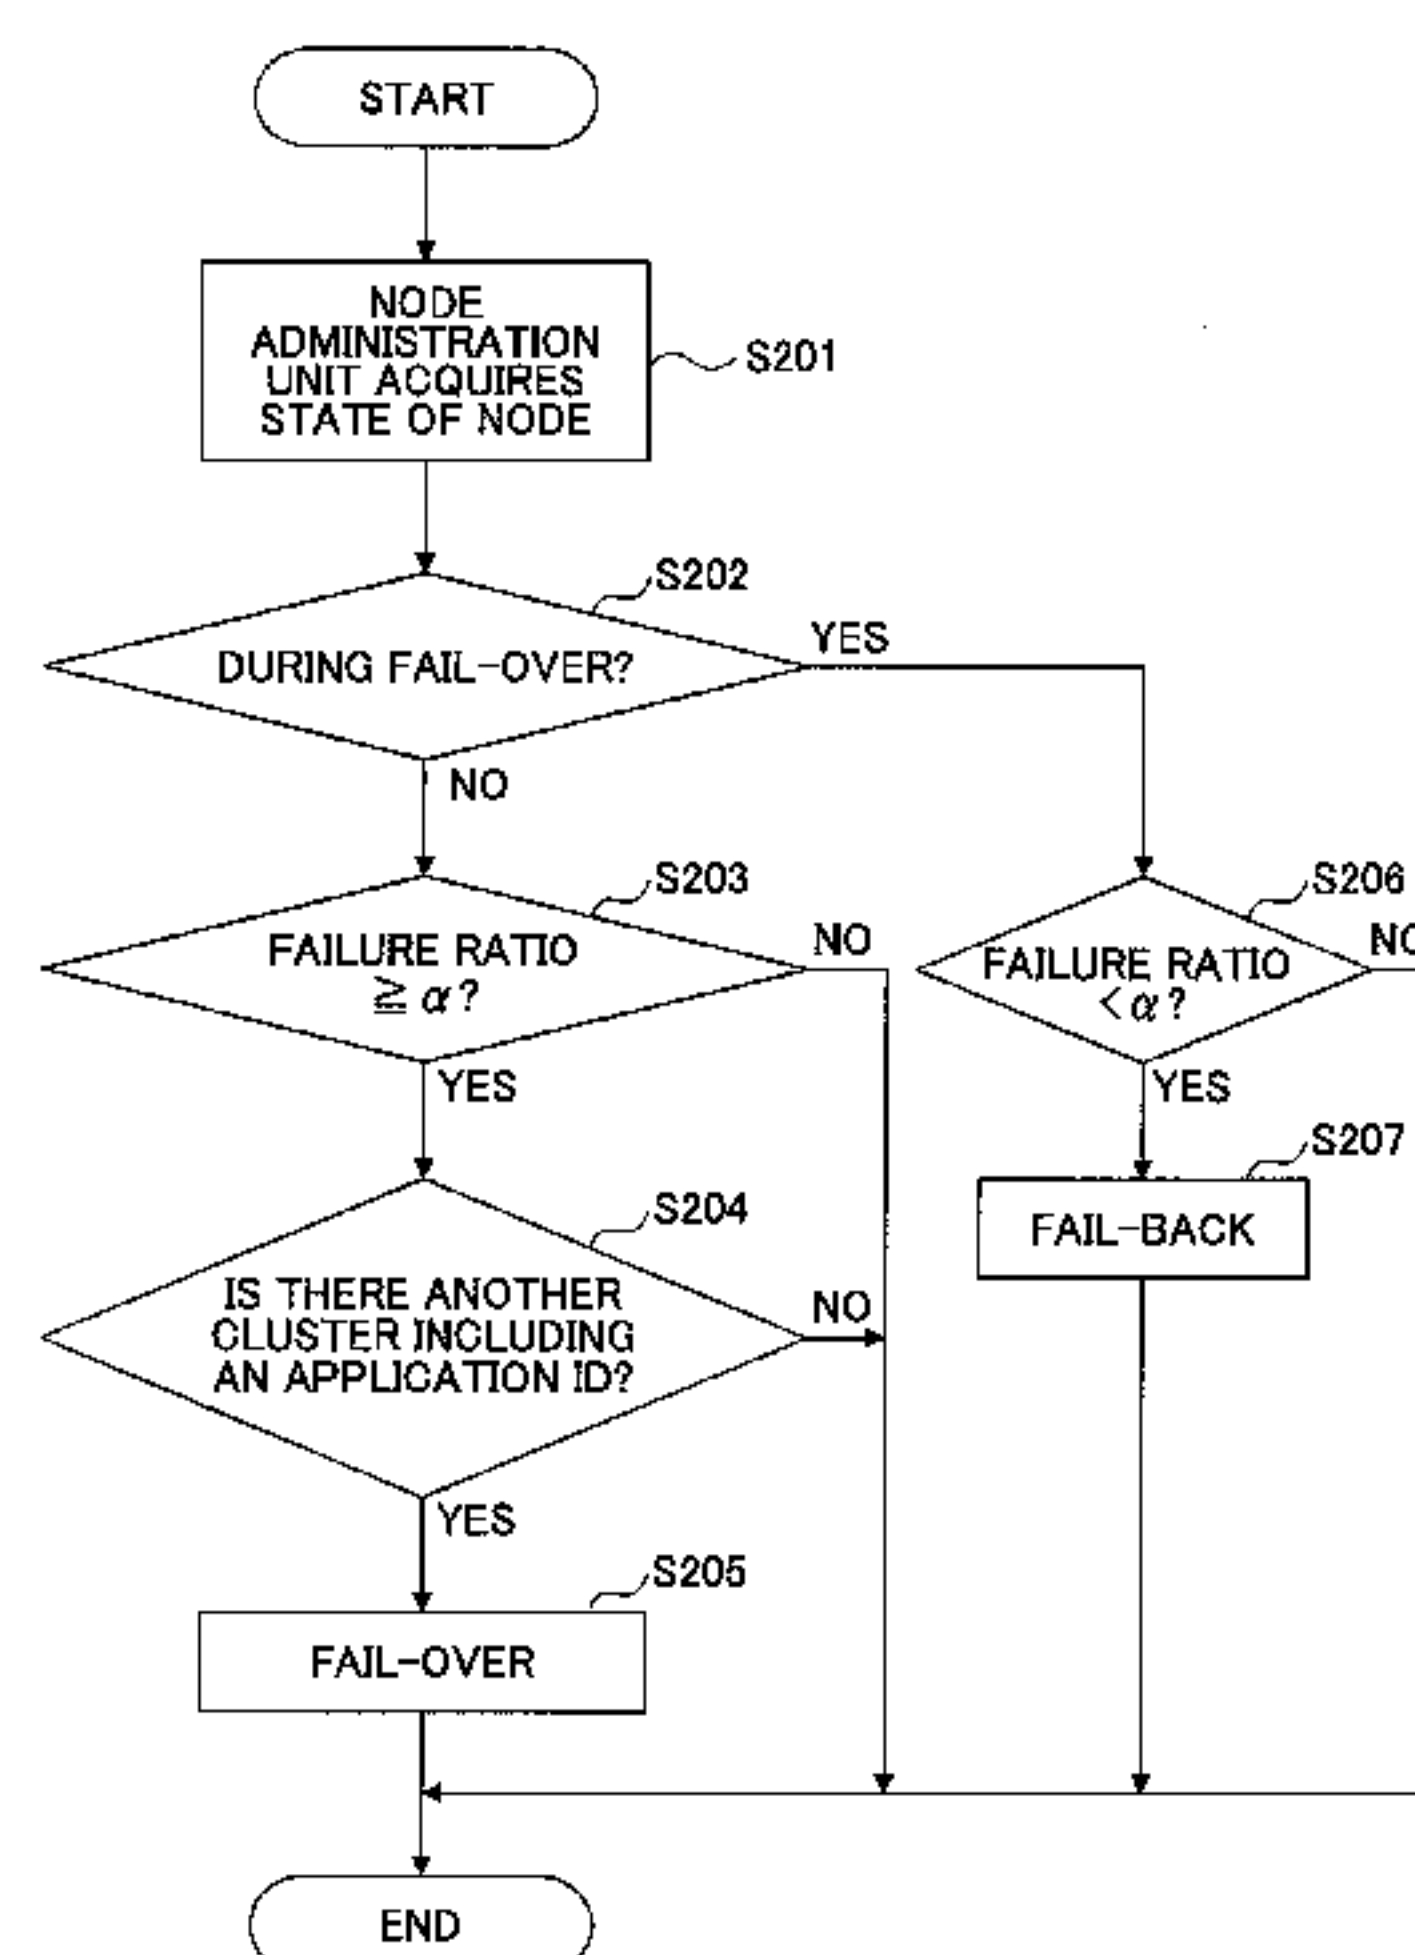 START
NODE
ADMINISTRATION
UNIT ACQUIRES
STATE OF NODE
S201
S202
DURING FAIL-OVER?
YES
NO
S203
FAILURE RATIO
≧ α?
NO
YES
S206
FAILURE RATIO
<α?
NO
YES
S207
FAIL-BACK
S204
IS THERE ANOTHER
CLUSTER INCLUDING
AN APPLICATION ID?
NO
YES
S205
FAIL-OVER
END